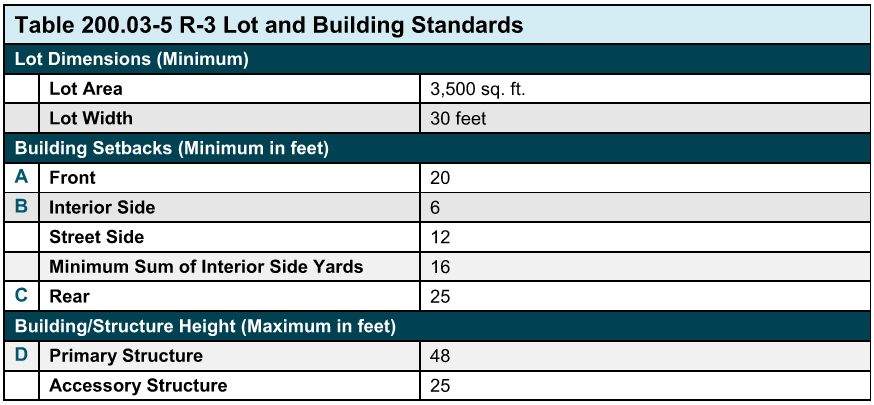 Table 200.03-5 R-3 Lot and Building Standards
Lot Dimensions (Minimum)
Lot Area 3,500 sq. ft.
Lot Width 30 feet
Building Setbacks (Minimum in feet)
A Front 20
B Interior Side 6
Street Side 12
Minimum Sum of Interior Side Yards 16
C Rear 25
Building/Structure Height (Maximum in feet)
D Primary Structure 48
Accessory Structure 25